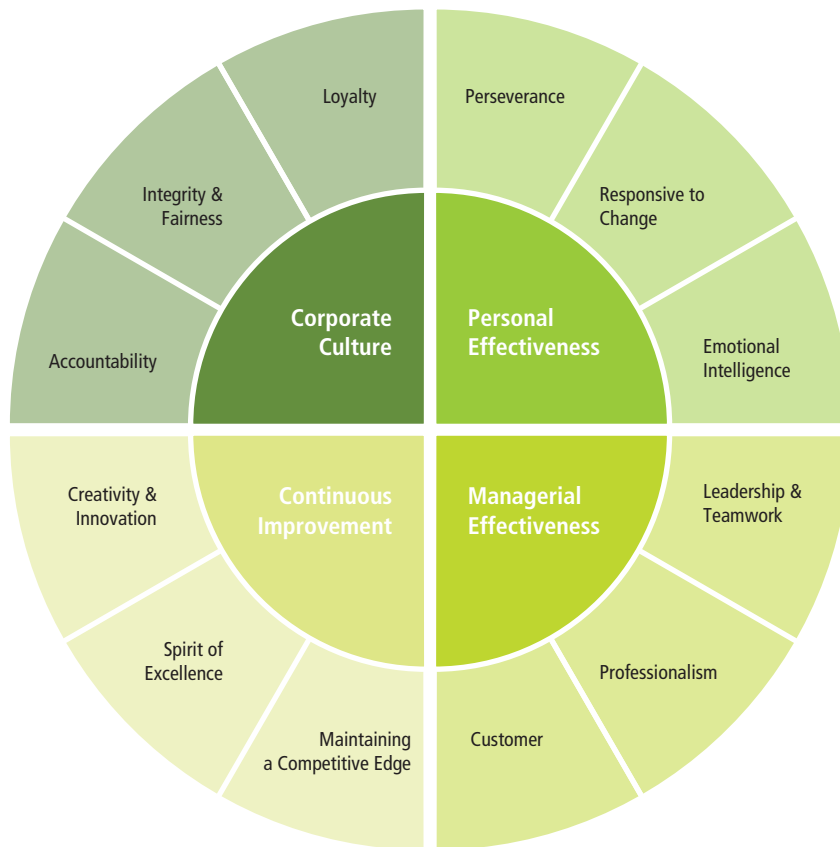 Loyalty
Perseverance
Integrity &
Fairness
Responsive to
Change
Accountability
Corporate
Culture
Personal
Effectiveness
Emotional
Intelligence
Creativity &
Innovation
Continuous
Improvement
Managerial
Effectiveness
Leadership &
Teamwork
Spirit of
Excellence
Professionalism
Maintaining
a Competitive Edge
Customer